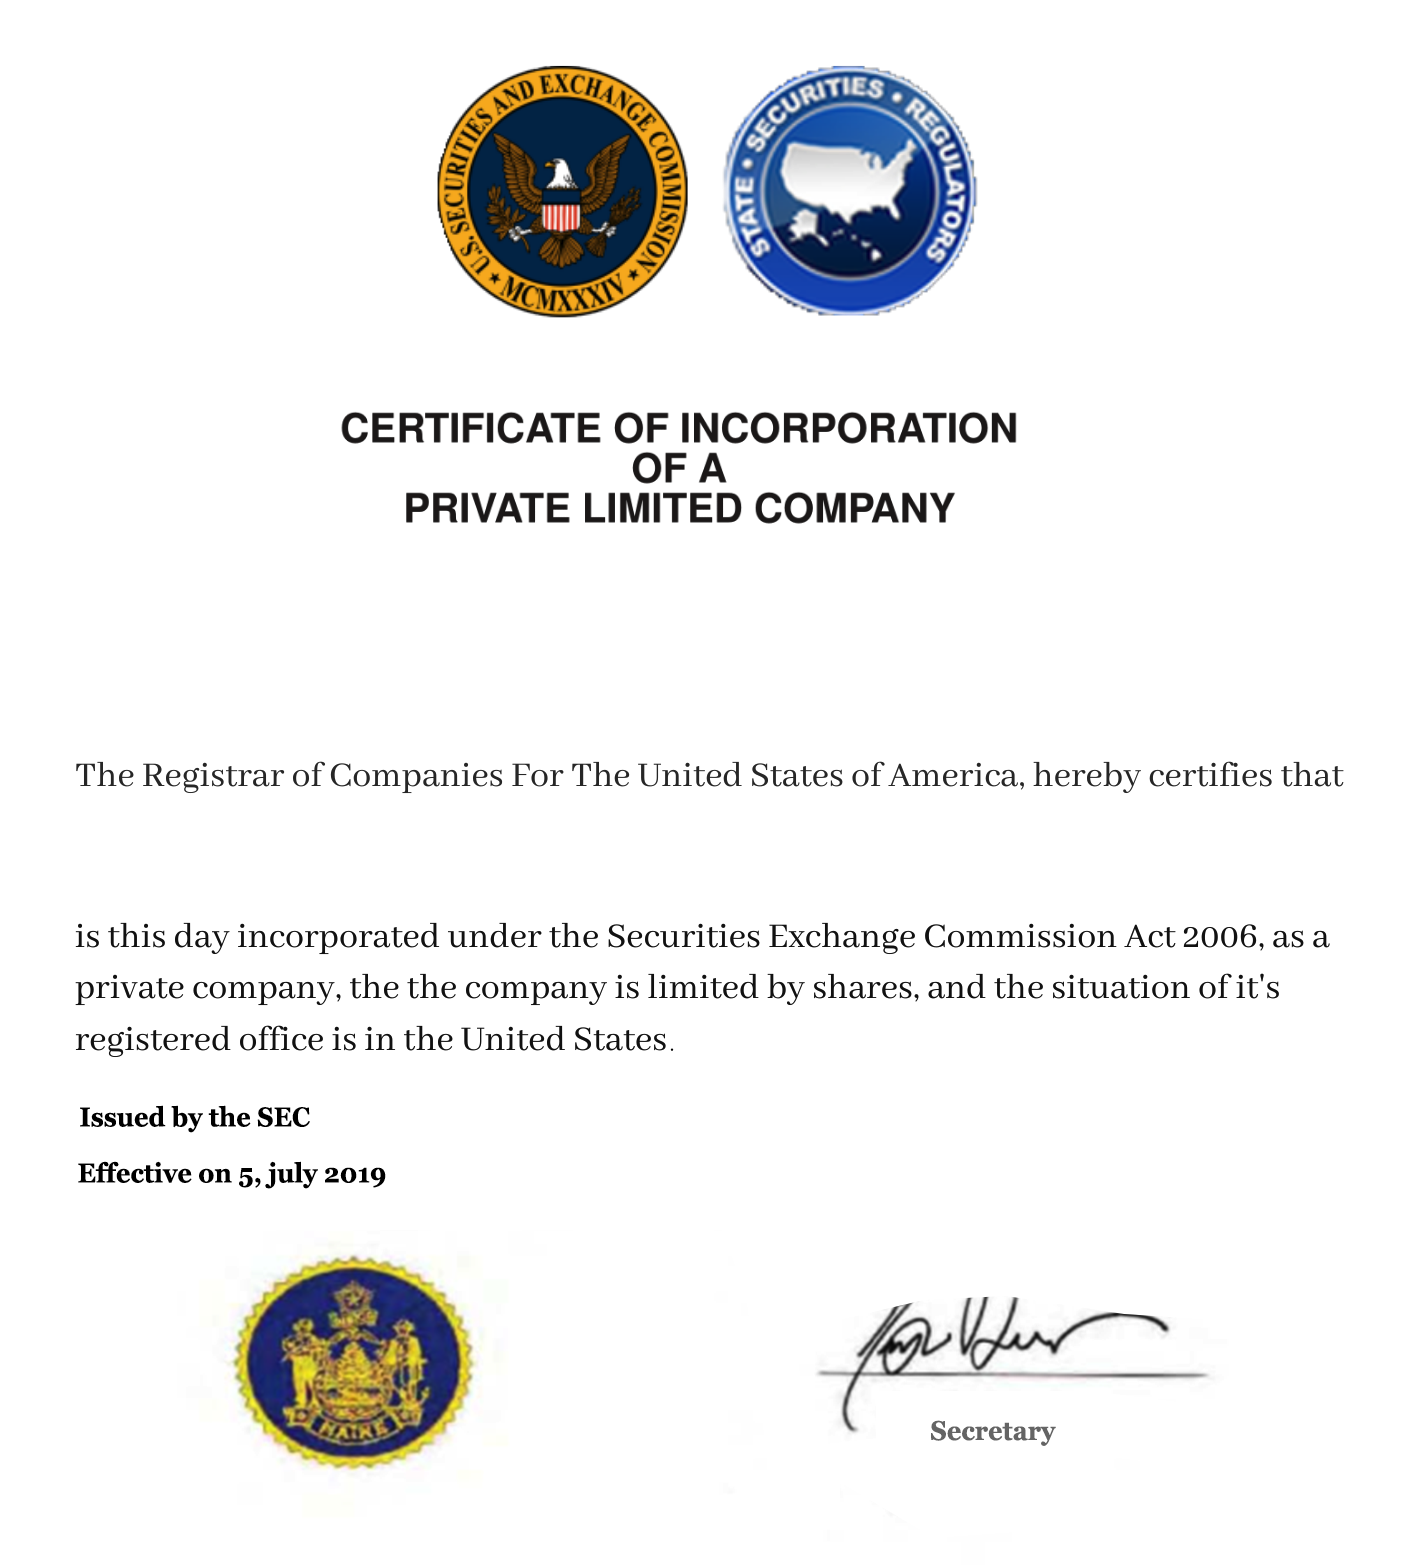 U.S. SECURITIES AND EXCHANGE COMMISSION
MCMXXXIV
STATE • SECURITIES • REGULATORS
CERTIFICATE OF INCORPORATION
OF A
PRIVATE LIMITED COMPANY
The Registrar of Companies For The United States of America, hereby certifies that
is this day incorporated under the Securities Exchange Commission Act 2006, as a
private company, the the company is limited by shares, and the situation of it's
registered office is in the United States.
Issued by the SEC
Effective on 5, july 2019
MAINE
Secretary